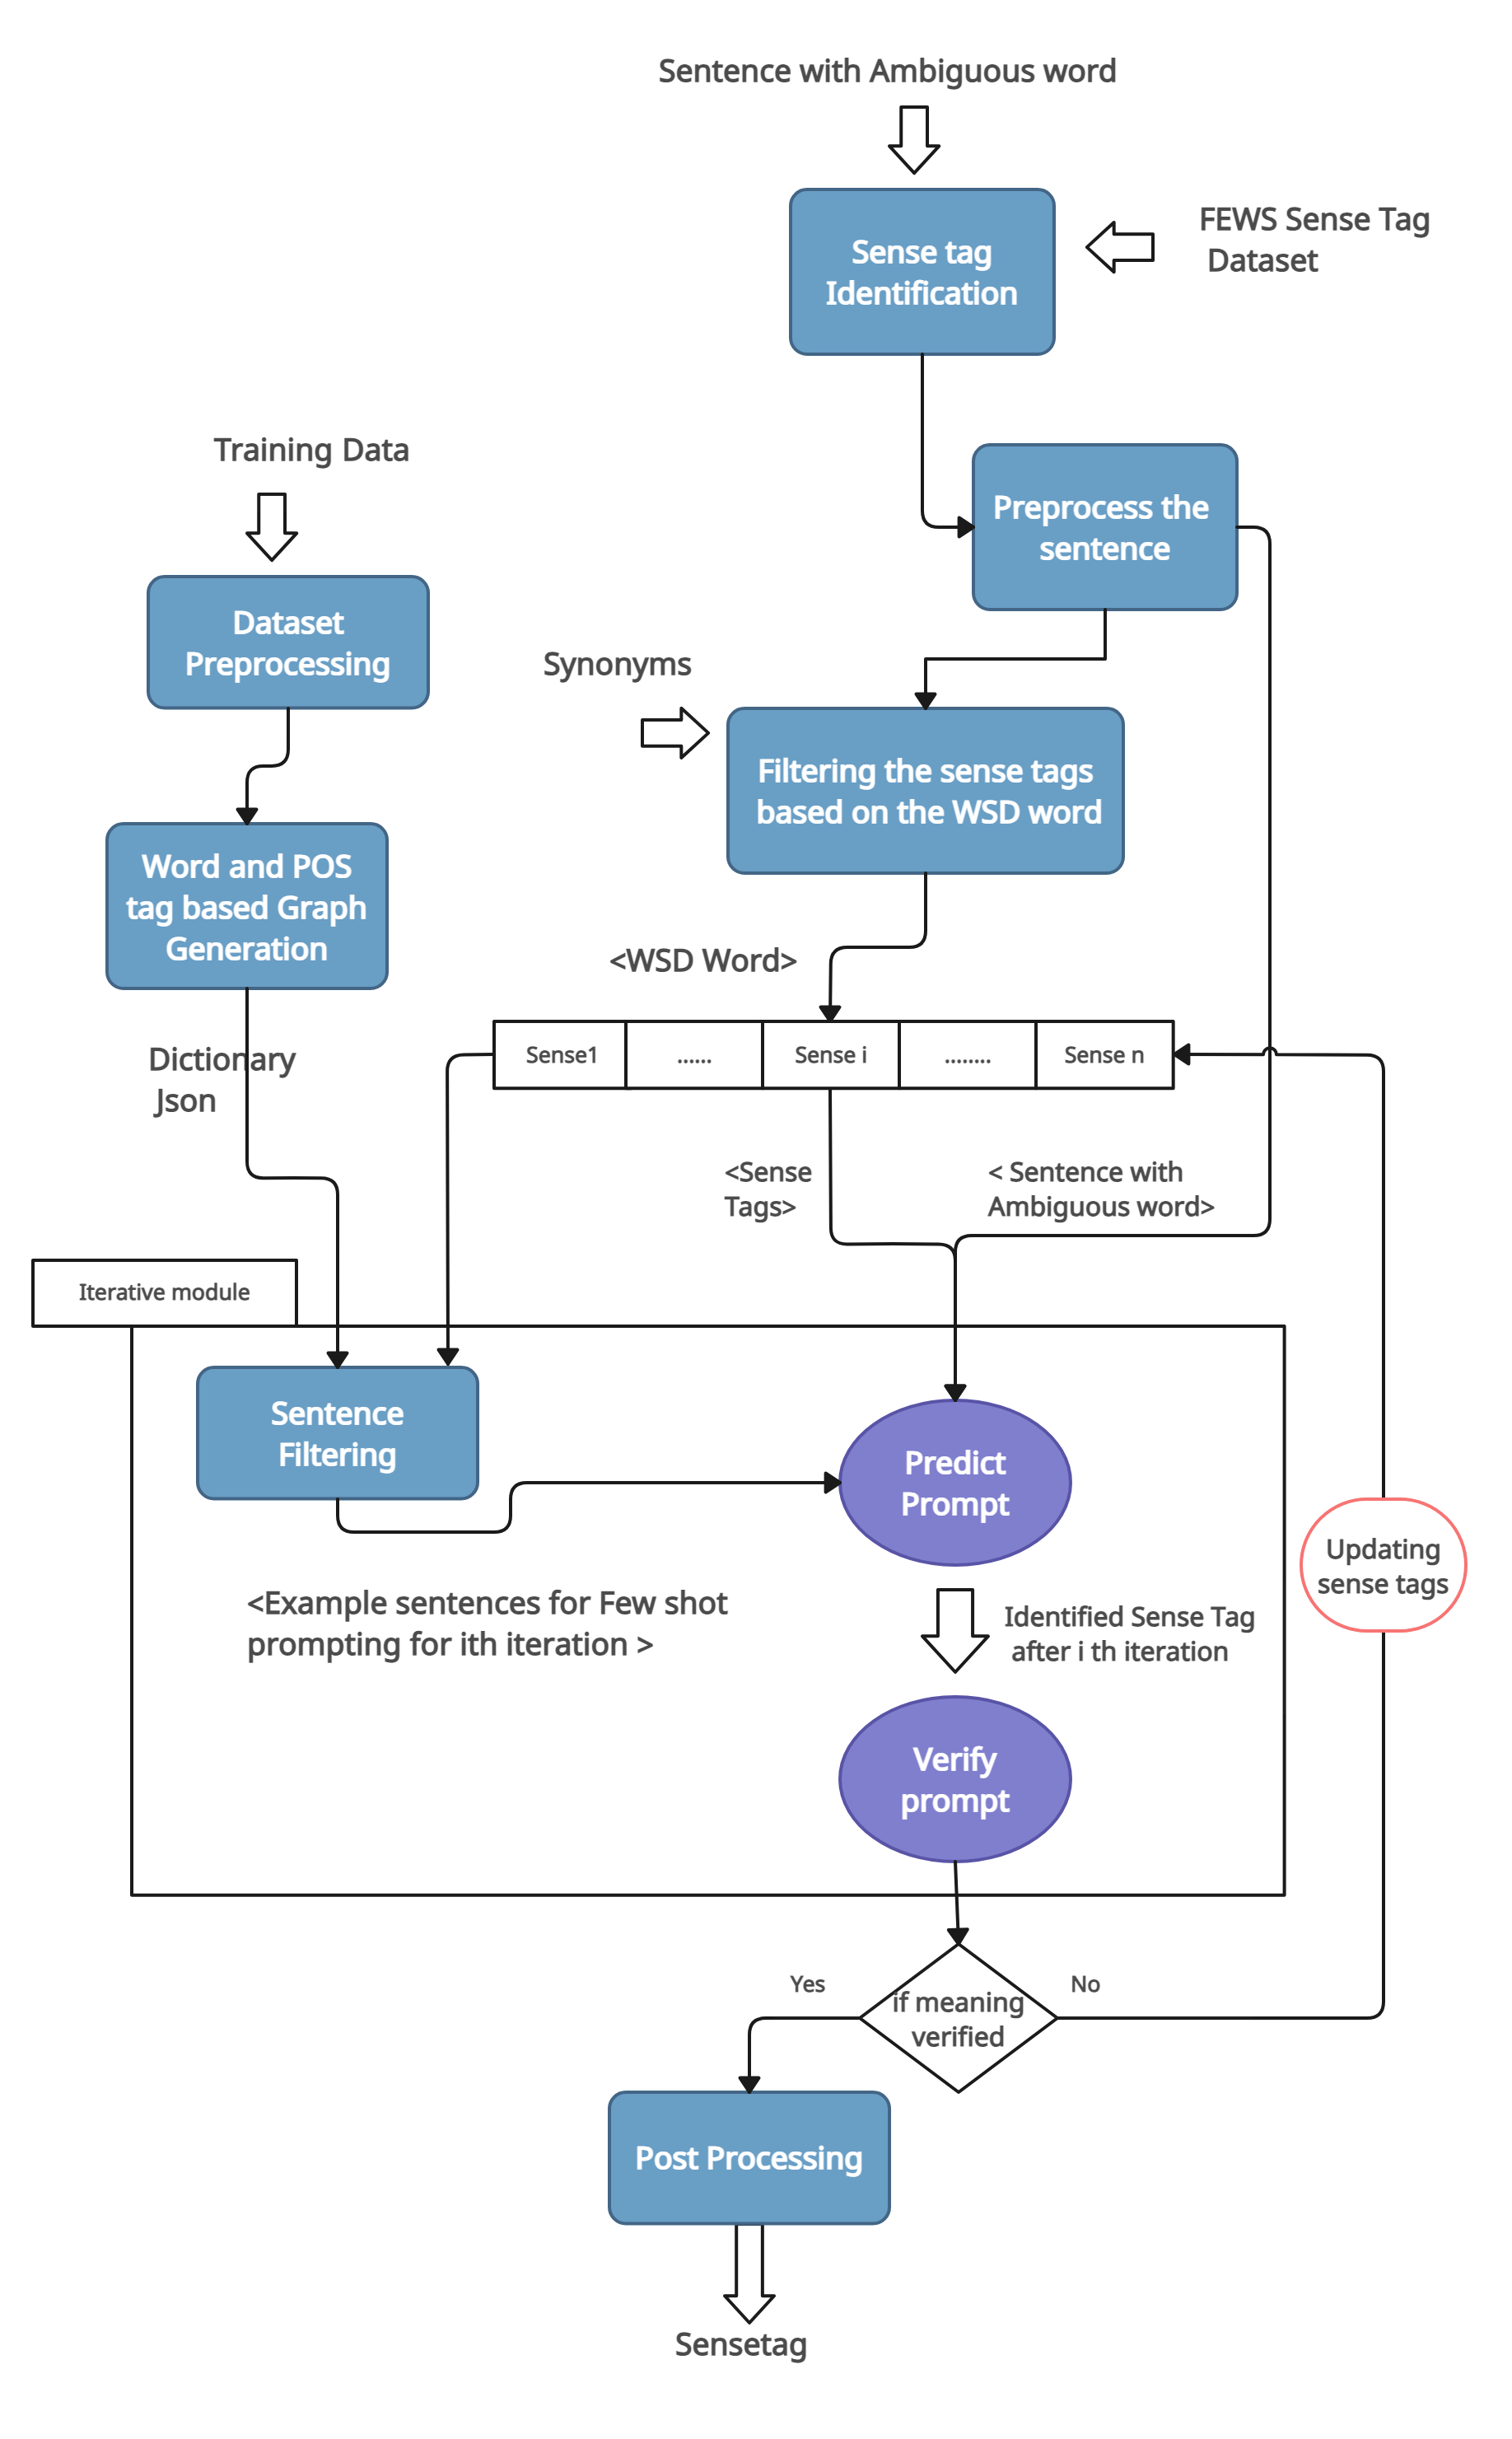 Sentence with Ambiguous word
Sense tag
Identification
FEWS Sense Tag
Dataset
Training Data
Preprocess the
sentence
Dataset
Preprocessing
Synonyms
Filtering the sense tags
based on the WSD word
Word and POS
tag based Graph
Generation
<WSD Word>
Dictionary
Json
Sense1
......
Sense i
........
Sense n
<Sense
Tags>
< Sentence with
Ambiguous word>
Iterative module
Sentence
Filtering
Predict
Prompt
Updating
sense tags
<Example sentences for Few shot
prompting for ith iteration >
Identified Sense Tag
after i th iteration
Verify
prompt
Yes
No
if meaning
verified
Post Processing
Sensetag